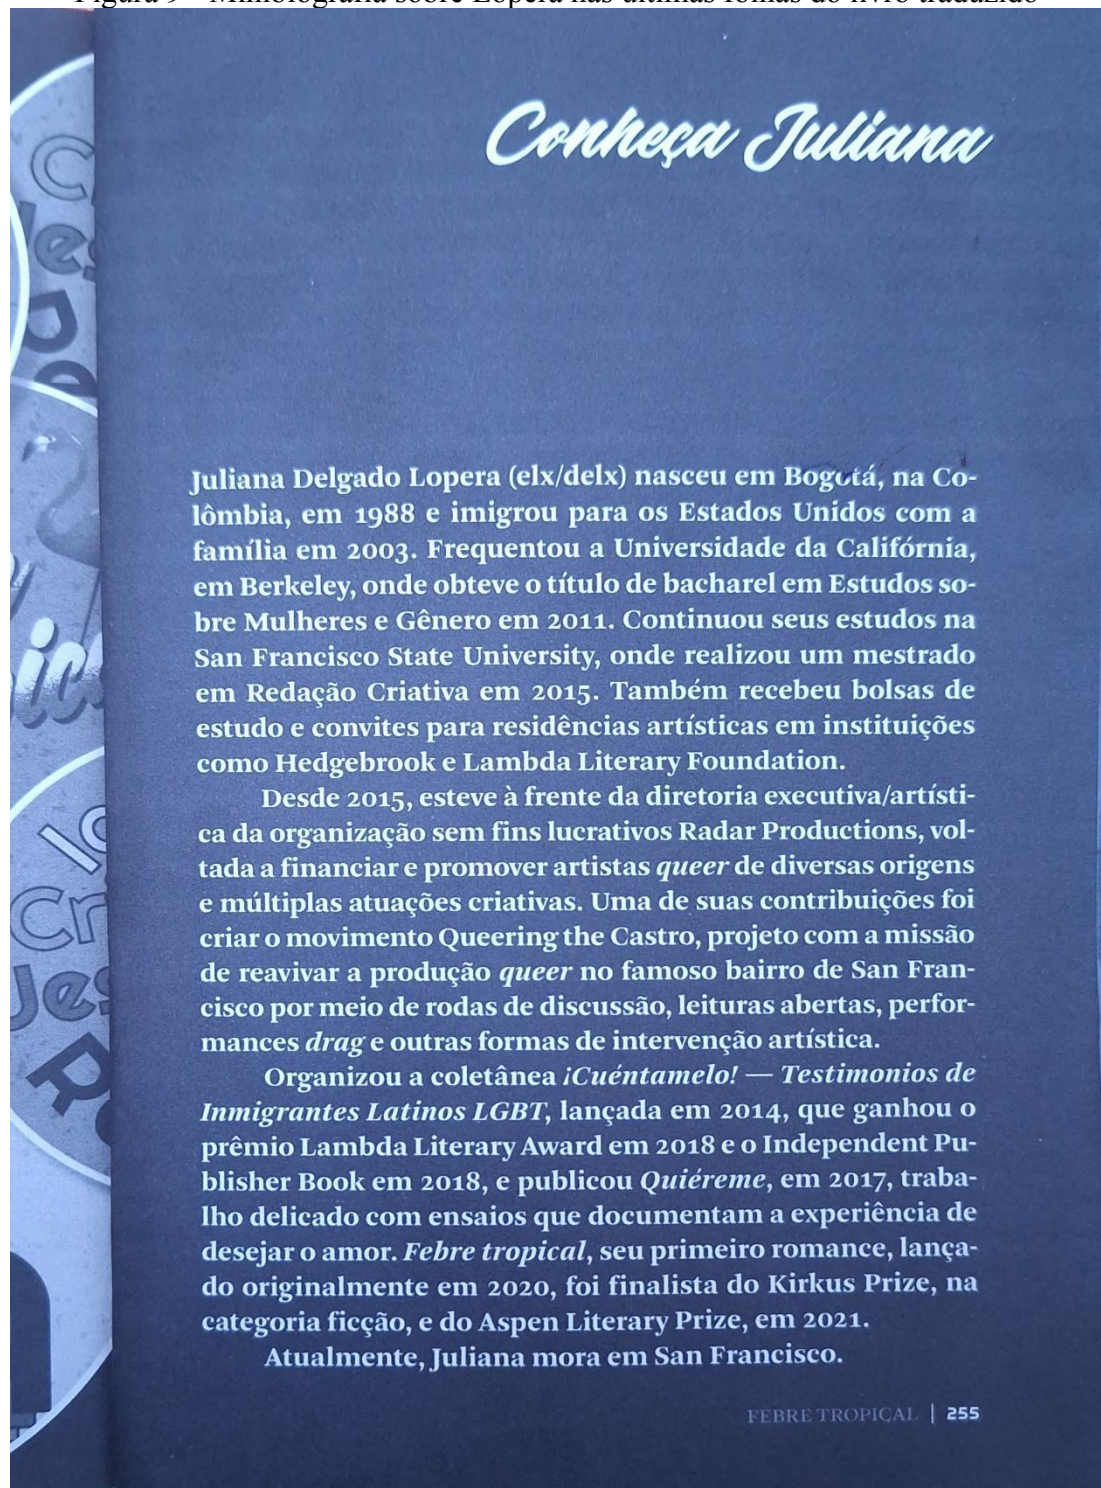 Figura 9 – Minibiografia sobre Lopera nas últimas folhas do livro traduzido
Conheça Juliana
Juliana Delgado Lopera (elx/delx) nasceu em Bogotá, na Co-
lômbia, em 1988 e imigrou para os Estados Unidos com a
família em 2003. Frequentou a Universidade da Califórnia,
em Berkeley, onde obteve o título de bacharel em Estudos so-
bre Mulheres e Gênero em 2011. Continuou seus estudos na
San Francisco State University, onde realizou um mestrado
em Redação Criativa em 2015. Também recebeu bolsas de
estudo e convites para residências artísticas em instituições
como Hedgebrook e Lambda Literary Foundation.
Desde 2015, esteve à frente da diretoria executiva/artísti-
ca da organização sem fins lucrativos Radar Productions, vol-
tada a financiar e promover artistas queer de diversas origens
e múltiplas atuações criativas. Uma de suas contribuições foi
criar o movimento Queering the Castro, projeto com a missão
de reavivar a produção queer no famoso bairro de San Fran-
cisco por meio de rodas de discussão, leituras abertas, perfor-
mances drag e outras formas de intervenção artística.
Organizou a coletânea ¡Cuéntamelo! — Testimonios de
Inmigrantes Latinos LGBT, lançada em 2014, que ganhou o
prêmio Lambda Literary Award em 2018 e o Independent Pu-
blisher Book em 2018, e publicou Quiéreme, em 2017, traba-
lho delicado com ensaios que documentam a experiência de
desejar o amor. Febre tropical, seu primeiro romance, lança-
do originalmente em 2020, foi finalista do Kirkus Prize, na
categoria ficção, e do Aspen Literary Prize, em 2021.
Atualmente, Juliana mora em San Francisco.
FEBRE TROPICAL | 255